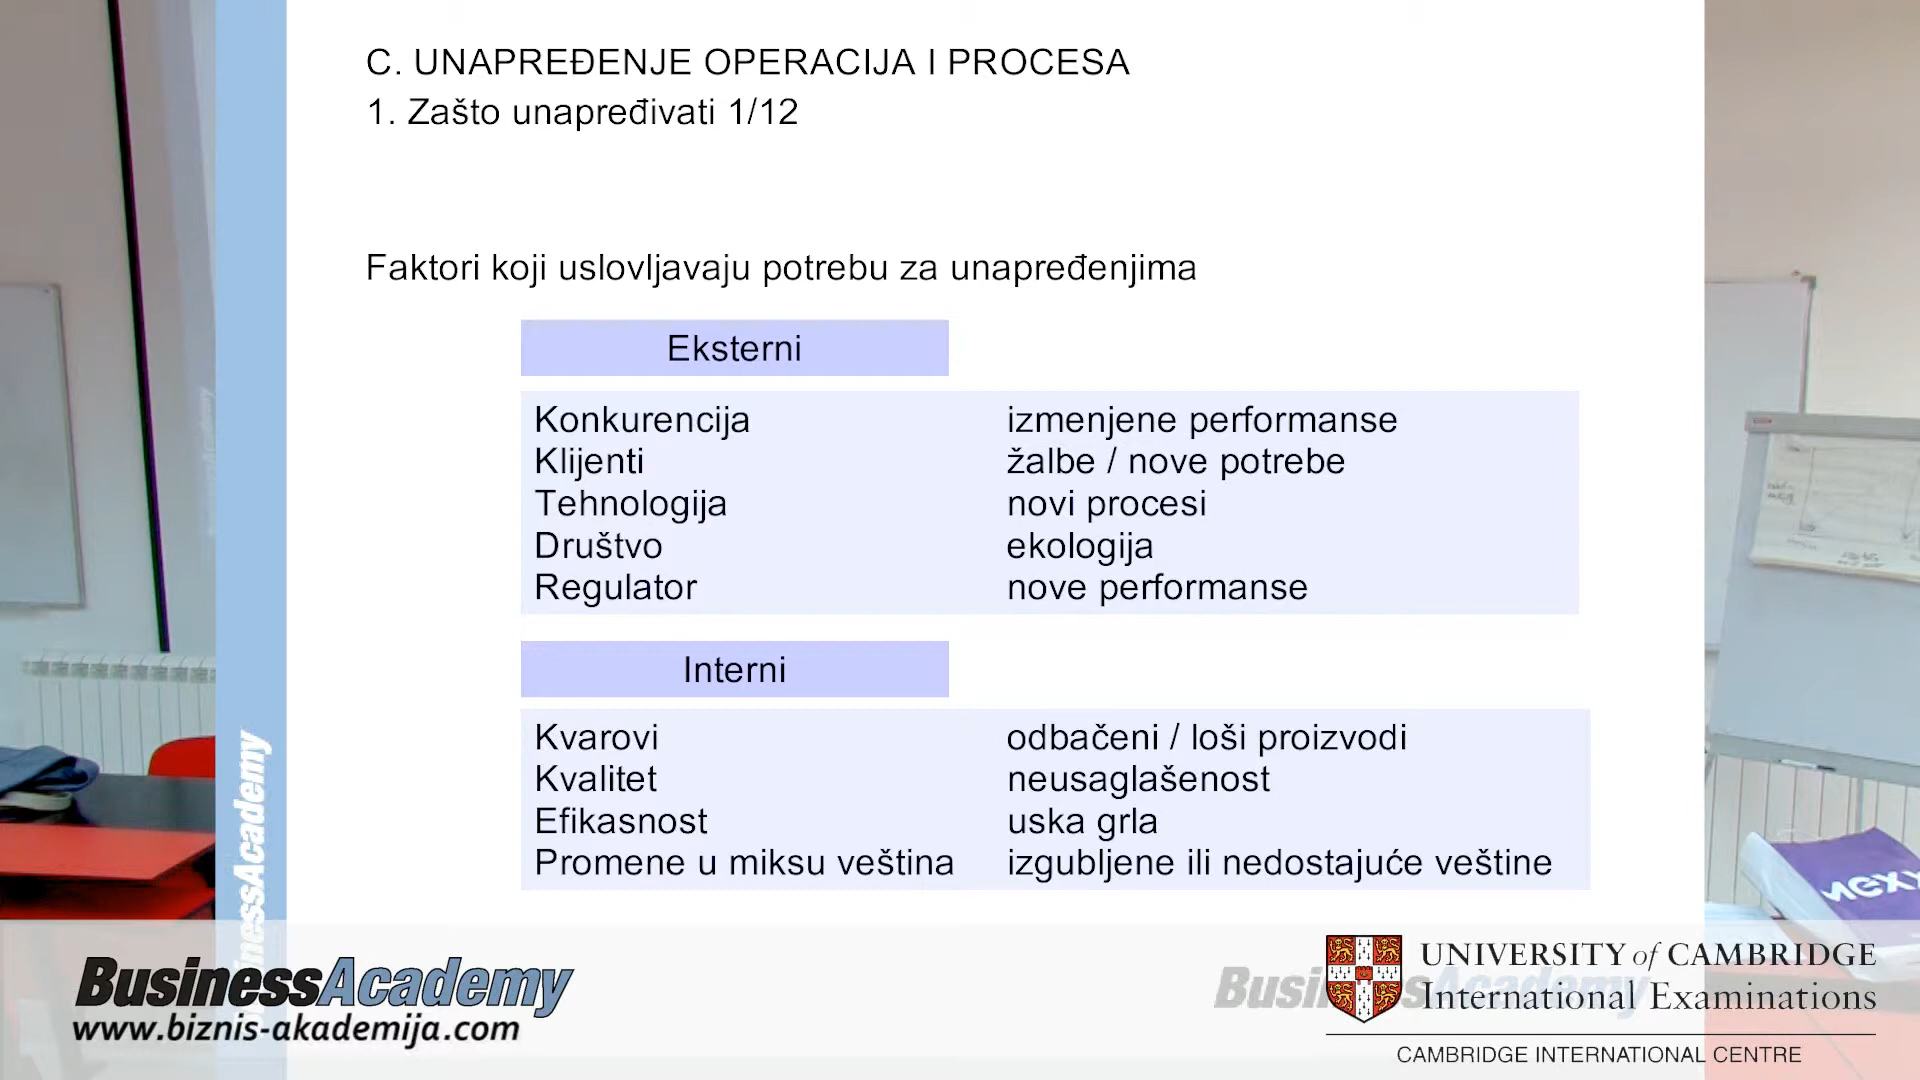 C. UNAPREĐENJE OPERACIJA I PROCESA
1. Zašto unapređivati 1/12
Faktori koji uslovljavaju potrebu za unapređenjima
Eksterni
Konkurencija izmenjene performanse
Klijenti žalbe / nove potrebe
Tehnologija novi procesi
Društvo ekologija
Regulator nove performanse
Interni
Kvarovi odbačeni / loši proizvodi
Kvalitet neusaglašenost
Efikasnost uska grla
Promene u miksu veština izgubljene ili nedostajuće veštine
BusinessAcademy
www.biznis-akademija.com
UNIVERSITY of CAMBRIDGE
International Examinations
CAMBRIDGE INTERNATIONAL CENTRE
nessAcademy
mexx